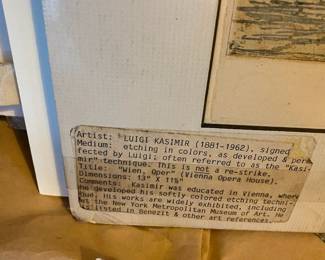 Artist: LUIGI KASIMIR (1881-1962), signed
Medium: etching in colors, as developed & per-
fected by Luigi; often referred to as the "Kasi-
mir" technique. This is not a re-strike.
Title: "Wien, Oper" (Vienna Opera House).
Dimensions: 13" X 11½"
Comments: Kasimir was educated in Vienna, where
he developed his softly colored etching techni-
que. His works are widely exhibited, including
at the New York Metropolitan Museum of Art. He
is listed in Benezit & other art references.